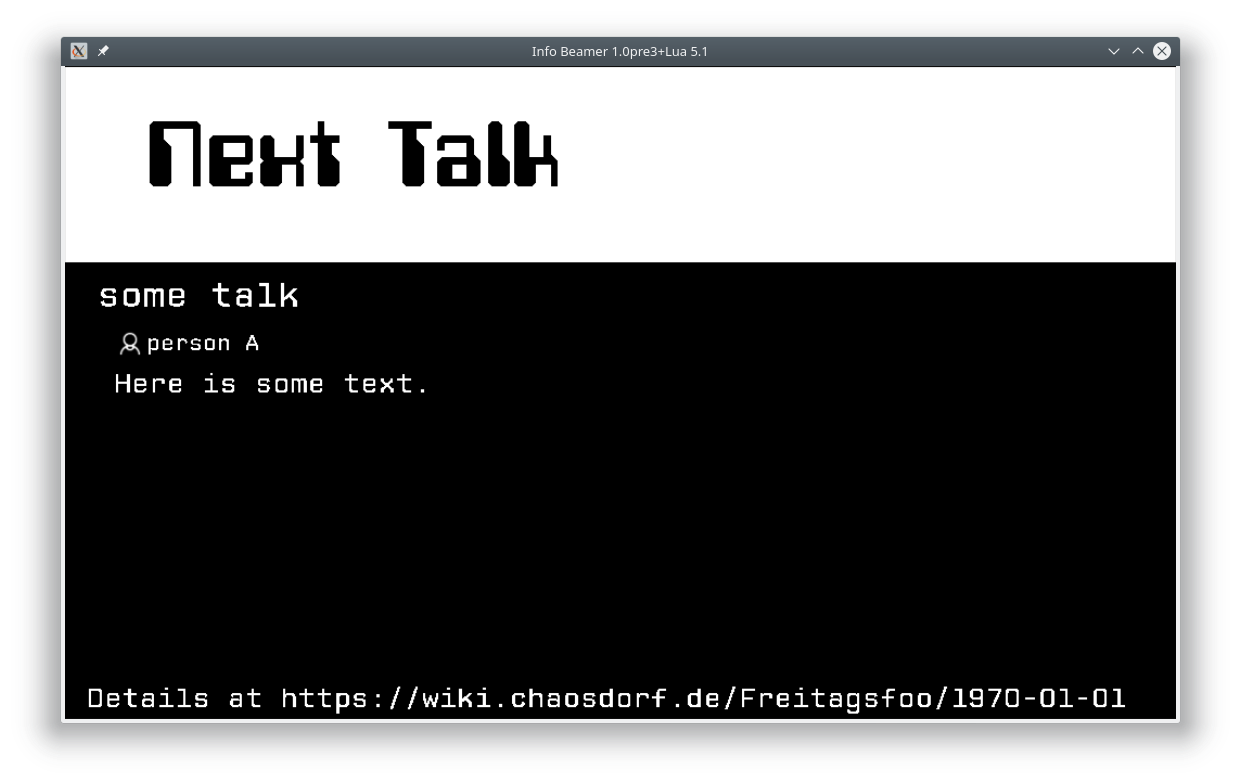 Info Beamer 1.0pre3+Lua 5.1
Next Talk
some talk
person A
Here is some text.
Details at https://wiki.chaosdorf.de/Freitagsfoo/1970-01-01